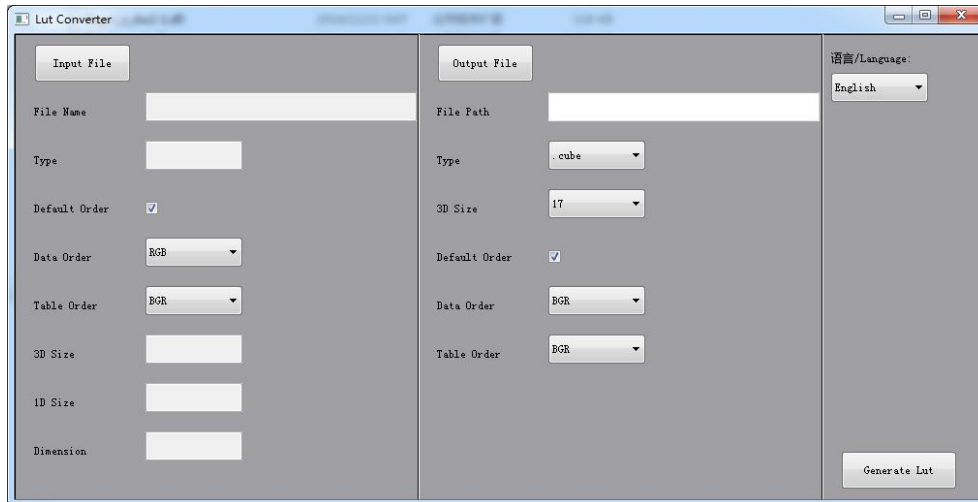 Lut Converter
Input File
File Name
Type
Default Order
Data Order
RGB
Table Order
BGR
3D Size
1D Size
Dimension
Output File
File Path
Type
.cube
3D Size
17
Default Order
Data Order
BGR
Table Order
BGR
语言/Language:
English
Generate Lut